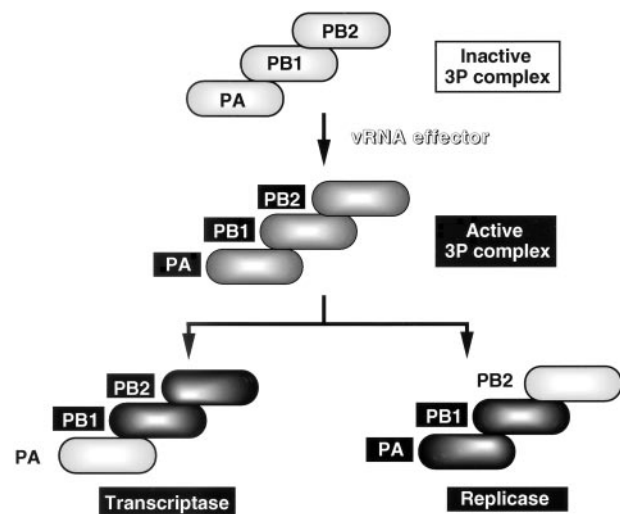 PB2
PB1
PA
Inactive
3P complex
vRNA effector
PB2
PB1
PA
Active
3P complex
PB2
PB1
PA
Transcriptase
PB2
PB1
PA
Replicase